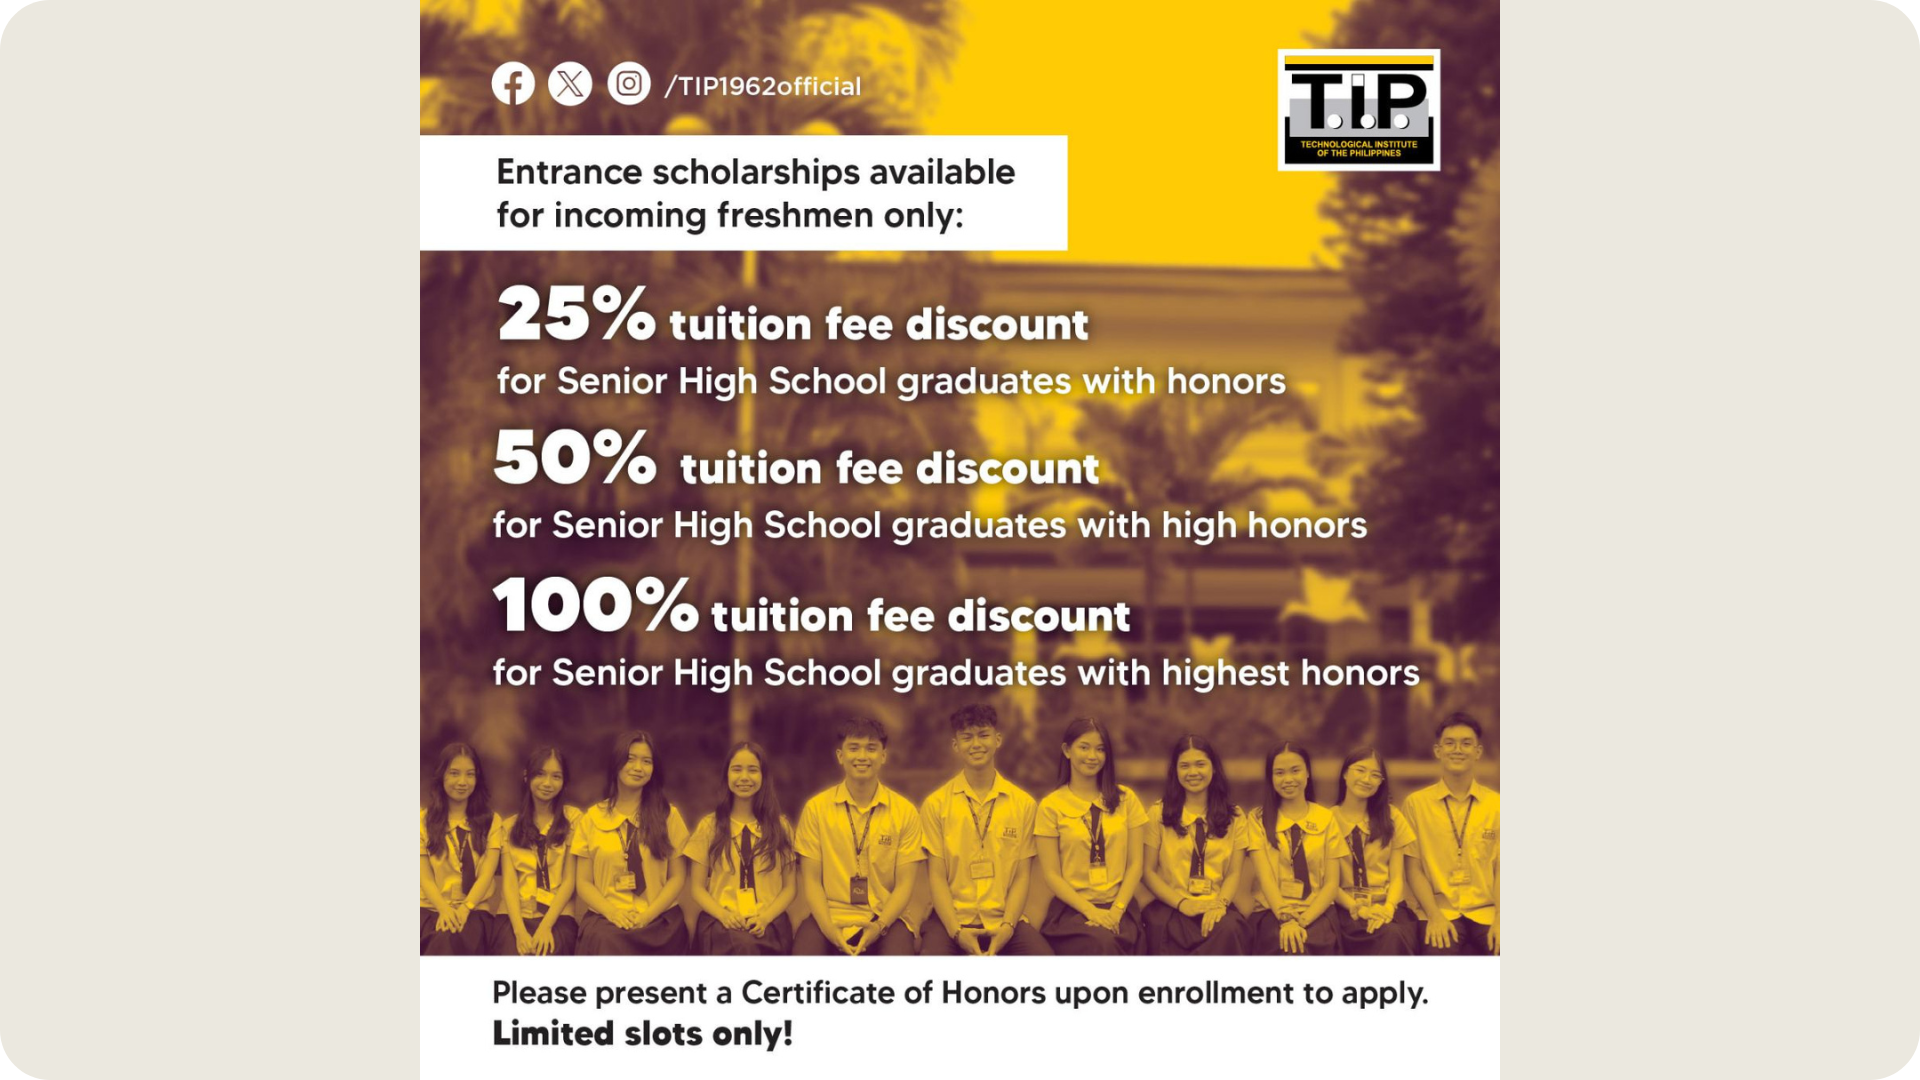 /TIP1962official
T.i.P.
TECHNOLOGICAL INSTITUTE
OF THE PHILIPPINES
Entrance scholarships available
for incoming freshmen only:
25% tuition fee discount
for Senior High School graduates with honors
50% tuition fee discount
for Senior High School graduates with high honors
100% tuition fee discount
for Senior High School graduates with highest honors
Please present a Certificate of Honors upon enrollment to apply.
Limited slots only!